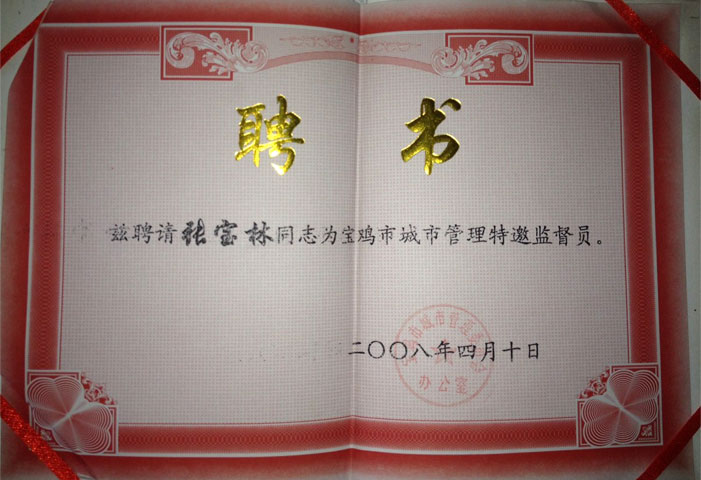 聘书
兹聘请张宝林同志为宝鸡市城市管理特邀监督员。
二〇〇八年四月十日
办公室